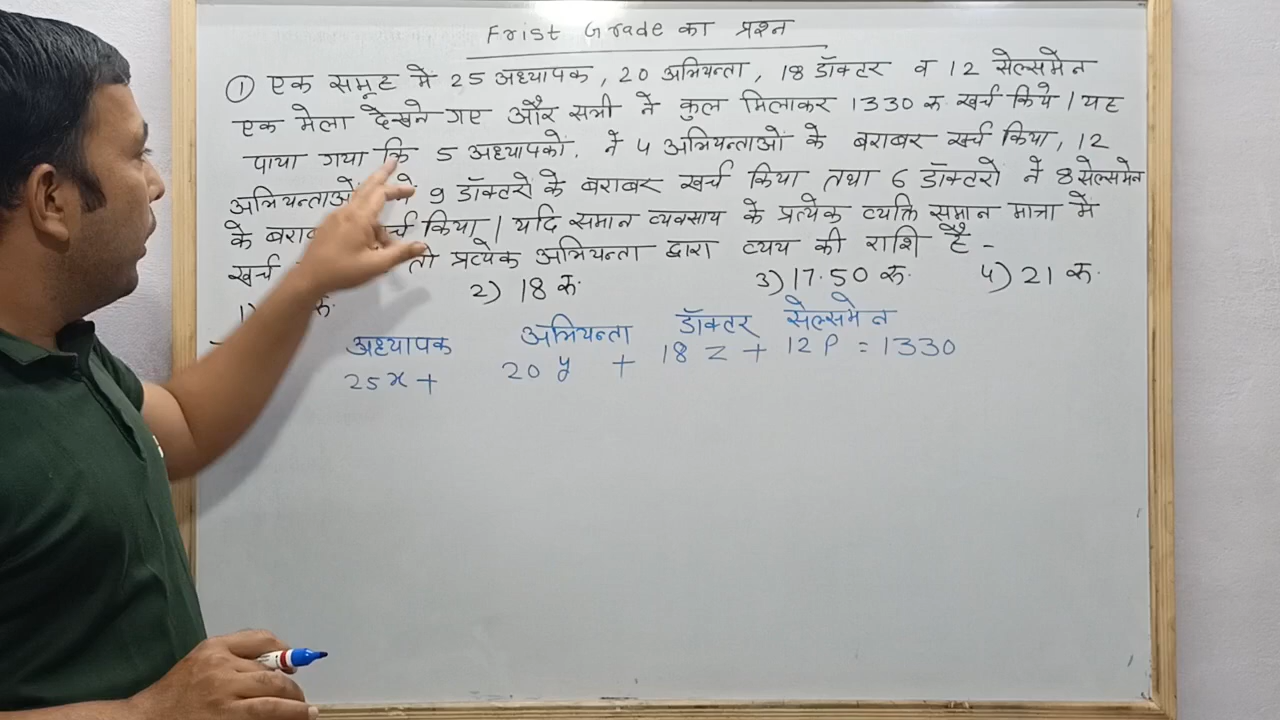 Frist Grade का प्रश्न
① एक समूह मे 25 अध्यापक, 20 अभियन्ता, 18 डॉक्टर व 12 सेल्समेन
एक मेला देखने गए और सभी ने कुल मिलाकर 1330 रु. खर्च किये। यह
पाया गया कि 5 अध्यापकों. ने 4 अभियन्ताओं के बराबर खर्च किया, 12
अभियन्ताओं 9 डॉक्टरो के बराबर खर्च किया तथा 6 डॉक्टरो ने 8 सेल्समेन
के किया। यदि समान व्यवसाय के प्रत्येक व्यक्ति समान मात्रा मे
खर्च तो प्रत्येक अभियन्ता द्वारा व्यय की राशि है -
1) रु. 2) 18 रु. 3) 17.50 रु. 4) 21 रु.
अध्यापक अभियन्ता डॉक्टर सेल्समेन
25x + 20y + 18z + 12P = 1330